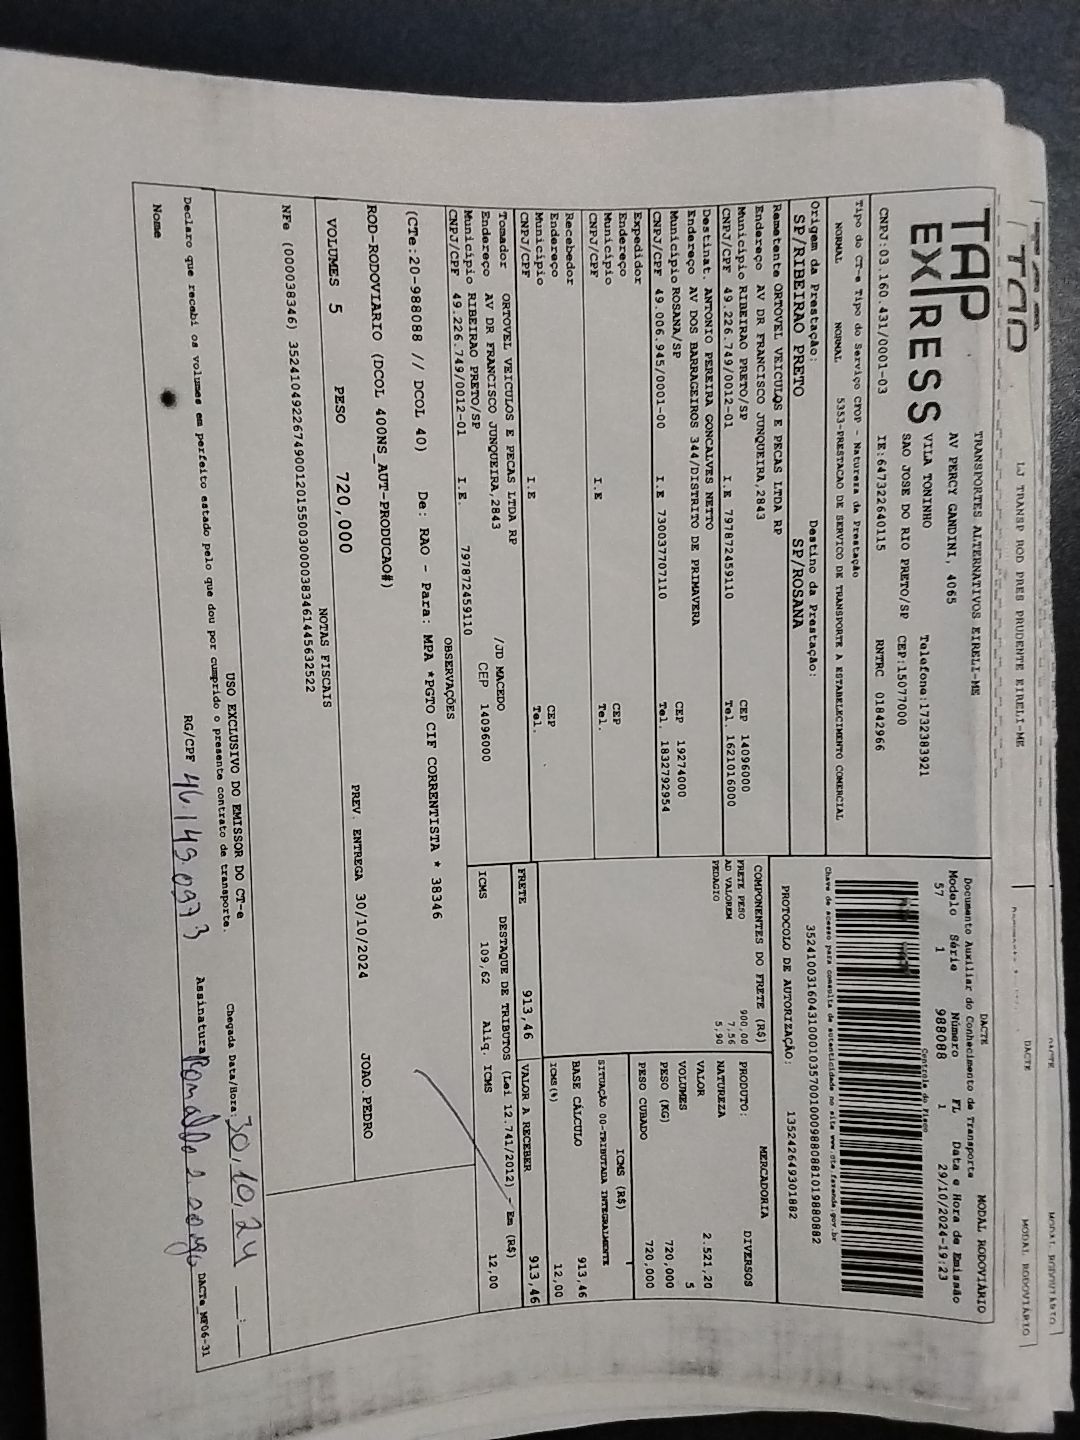 LJ TRANSP ROD PRES PRUDENTE EIRELI-ME
DACTE
MODAL RODOVIÁRIO
TAP EXPRESS
TRANSPORTES ALTERNATIVOS EIRELI-ME
AV PERCY GANDINI, 4065
VILA TONINHO
Telefone:1732383921
SAO JOSE DO RIO PRETO/SP CEP:15077000
CNPJ:03.160.431/0001-03 IE:647322640115 RNTRC 01842966
DACTE MODAL RODOVIÁRIO
Documento Auxiliar do Conhecimento de Transporte
Modelo Série Número FL Data e Hora de Emissão
57 1 988088 1 29/10/2024-19:23
Controle do Fisco
Chave de acesso para consulta de autenticidade no site www.cte.fazenda.gov.br
35241003160431000103570010009880881019880882
PROTOCOLO DE AUTORIZAÇÃO: 135242649301882
Tipo do CT-e Tipo do Serviço CFOP - Natureza da Prestação
NORMAL NORMAL 5353-PRESTACAO DE SERVICO DE TRANSPORTE A ESTABELECIMENTO COMERCIAL
Origem da Prestação: Destino da Prestação:
SP/RIBEIRAO PRETO SP/ROSANA
Remetente ORTOVEL VEICULOS E PECAS LTDA RP
Endereço AV DR FRANCISCO JUNQUEIRA,2843
Município RIBEIRAO PRETO/SP CEP 14096000
CNPJ/CPF 49.226.749/0012-01 I.E 797872459110 Tel. 1621016000
Destinat. ANTONIO PEREIRA GONCALVES NETTO
Endereço AV DOS BARRAGEIROS 344/DISTRITO DE PRIMAVERA
Município ROSANA/SP CEP 19274000
CNPJ/CPF 49.006.945/0001-00 I.E 730037707110 Tel. 1832792954
Expedidor
Endereço
Município CEP
CNPJ/CPF I.E Tel.
Recebedor
Endereço
Município CEP
CNPJ/CPF I.E Tel.
Tomador ORTOVEL VEICULOS E PECAS LTDA RP
Endereço AV DR FRANCISCO JUNQUEIRA,2843 /JD MACEDO
Município RIBEIRAO PRETO/SP CEP 14096000
CNPJ/CPF 49.226.749/0012-01 I.E. 797872459110
COMPONENTES DO FRETE (R$)
FRETE PESO 900,00
AD VALOREM 7,56
PEDAGIO 5,90
MERCADORIA
PRODUTO: DIVERSOS
NATUREZA
VALOR 2.521,20
VOLUMES 5
PESO (KG) 720,000
PESO CUBADO 720,000
ICMS (R$)
SITUAÇÃO 00-TRIBUTADA INTEGRALMENTE
BASE CÁLCULO 913,46
ICMS(%) 12,00
FRETE 913,46 VALOR A RECEBER 913,46
DESTAQUE DE TRIBUTOS (Lei 12.741/2012) - Em (R$)
ICMS 109,62 Aliq. ICMS 12,00
OBSERVAÇÕES
(CTe:20-988088 // DCOL 40) De: RAO - Para: MPA *PGTO CIF CORRENTISTA * 38346
ROD-RODOVIARIO (DCOL 400NS_AUT-PRODUCAO#)
VOLUMES 5 PESO 720,000 PREV. ENTREGA 30/10/2024 JOAO.PEDRO
NOTAS FISCAIS
NFe (000038346) 35241049226749001201550030000383461445632522
USO EXCLUSIVO DO EMISSOR DO CT-e
Declaro que recebi os volumes em perfeito estado pelo que dou por cumprido o presente contrato de transporte.
Chegada Data/Hora: 30/10/24 __:__
Nome RG/CPF 46.149.097 3 Assinatura
DACTe_MF06-31